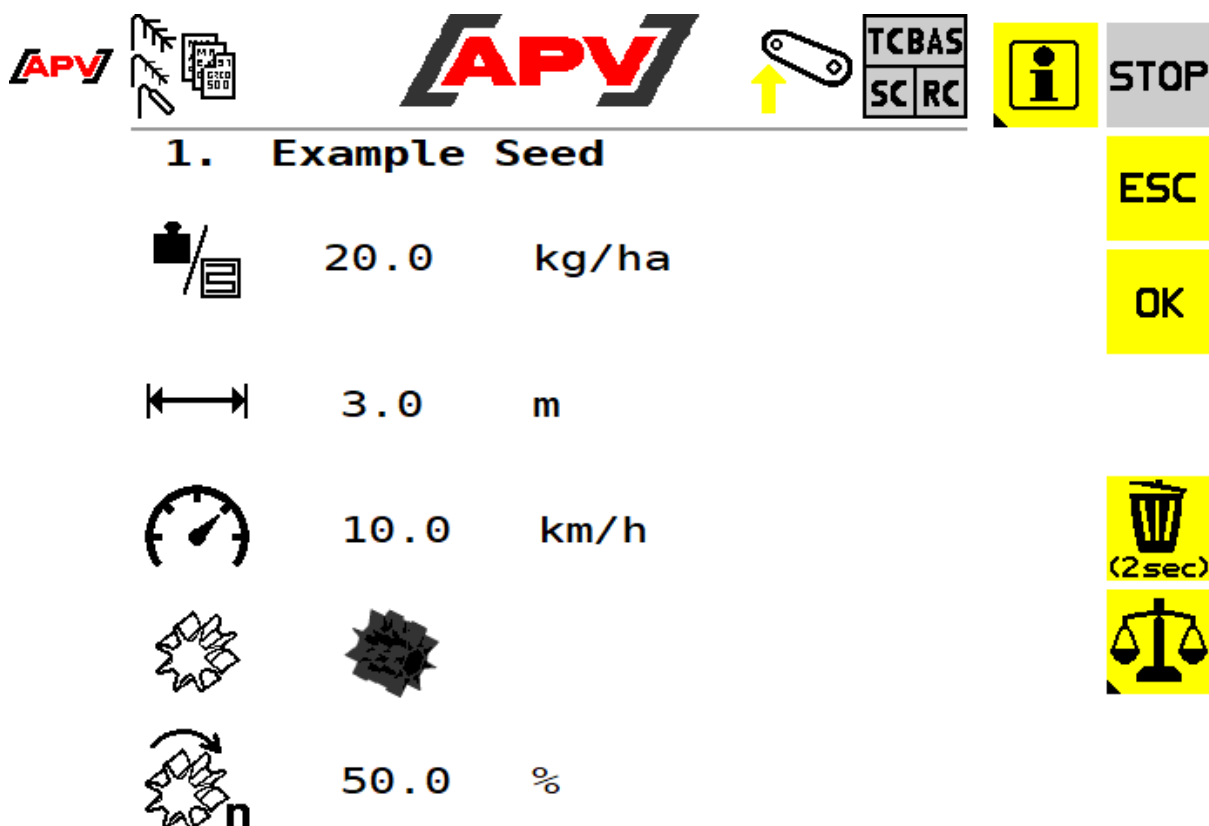 APV
APV
TCBAS
SC RC
i
STOP
1. Example Seed
ESC
20.0 kg/ha
OK
3.0 m
10.0 km/h
(2sec)
50.0 %
n